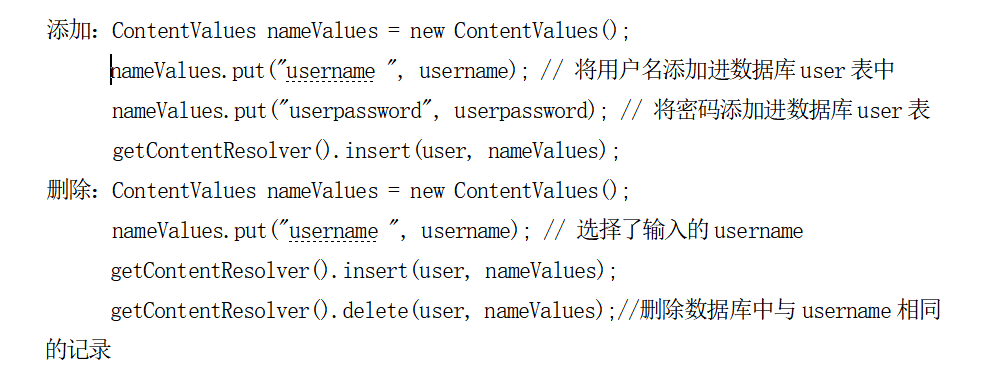 添加：ContentValues nameValues = new ContentValues();
nameValues.put("username ", username); // 将用户名添加进数据库 user 表中
nameValues.put("userpassword", userpassword); // 将密码添加进数据库 user 表
getContentResolver().insert(user, nameValues);
删除：ContentValues nameValues = new ContentValues();
nameValues.put("username ", username); // 选择了输入的 username
getContentResolver().insert(user, nameValues);
getContentResolver().delete(user, nameValues);//删除数据库中与 username 相同
的记录